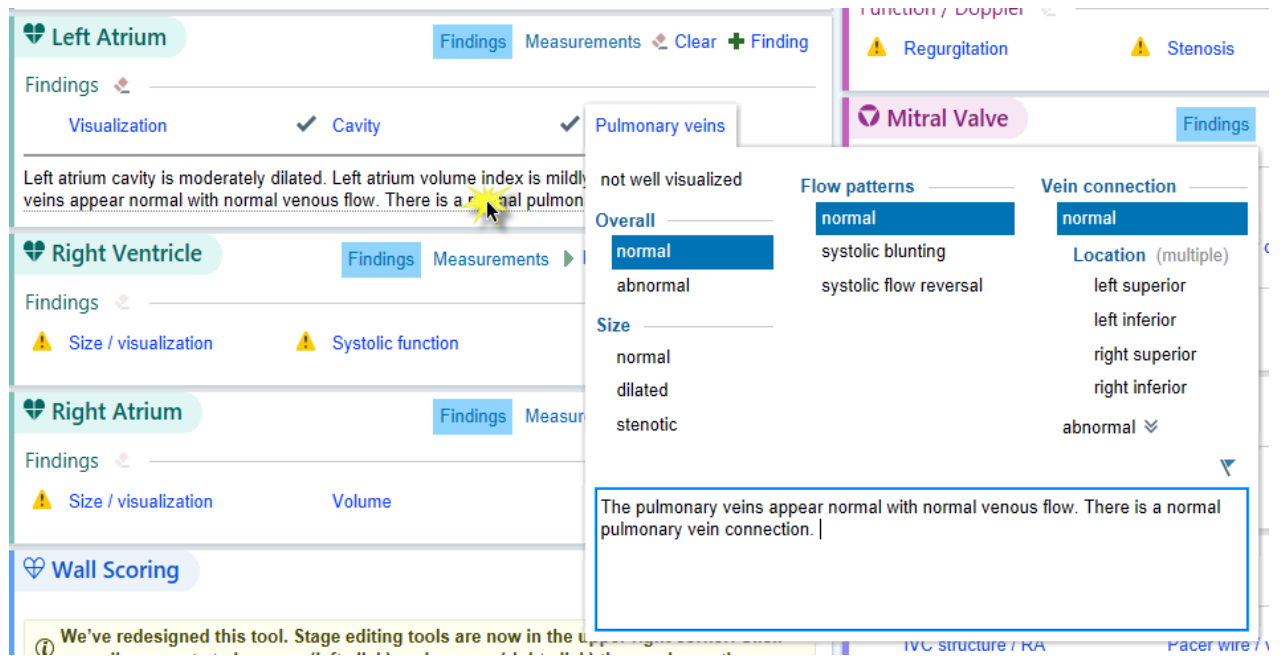 Left Atrium
Findings Measurements Clear Finding
Findings
Visualization Cavity Pulmonary veins
Left atrium cavity is moderately dilated. Left atrium volume index is mildly
veins appear normal with normal venous flow. There is a pulmon
Right Ventricle
Findings Measurements
Findings
Size / visualization Systolic function
Right Atrium
Findings Measur
Findings
Size / visualization Volume
Wall Scoring
We've redesigned this tool. Stage editing tools are now in the
not well visualized
Overall
normal
abnormal
Size
normal
dilated
stenotic
Flow patterns
normal
systolic blunting
systolic flow reversal
Vein connection
normal
Location (multiple)
left superior
left inferior
right superior
right inferior
abnormal
The pulmonary veins appear normal with normal venous flow. There is a normal
pulmonary vein connection.
Function / Doppler
Regurgitation Stenosis
Mitral Valve
Findings
IVC structure / RA Pacer wire /